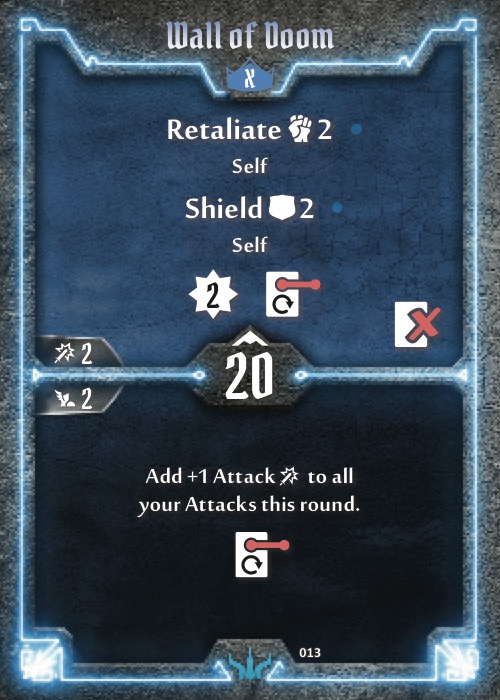 Wall of Doom
X
Retaliate 2
Self
Shield 2
Self
2
2
20
2
Add +1 Attack to all
your Attacks this round.
013